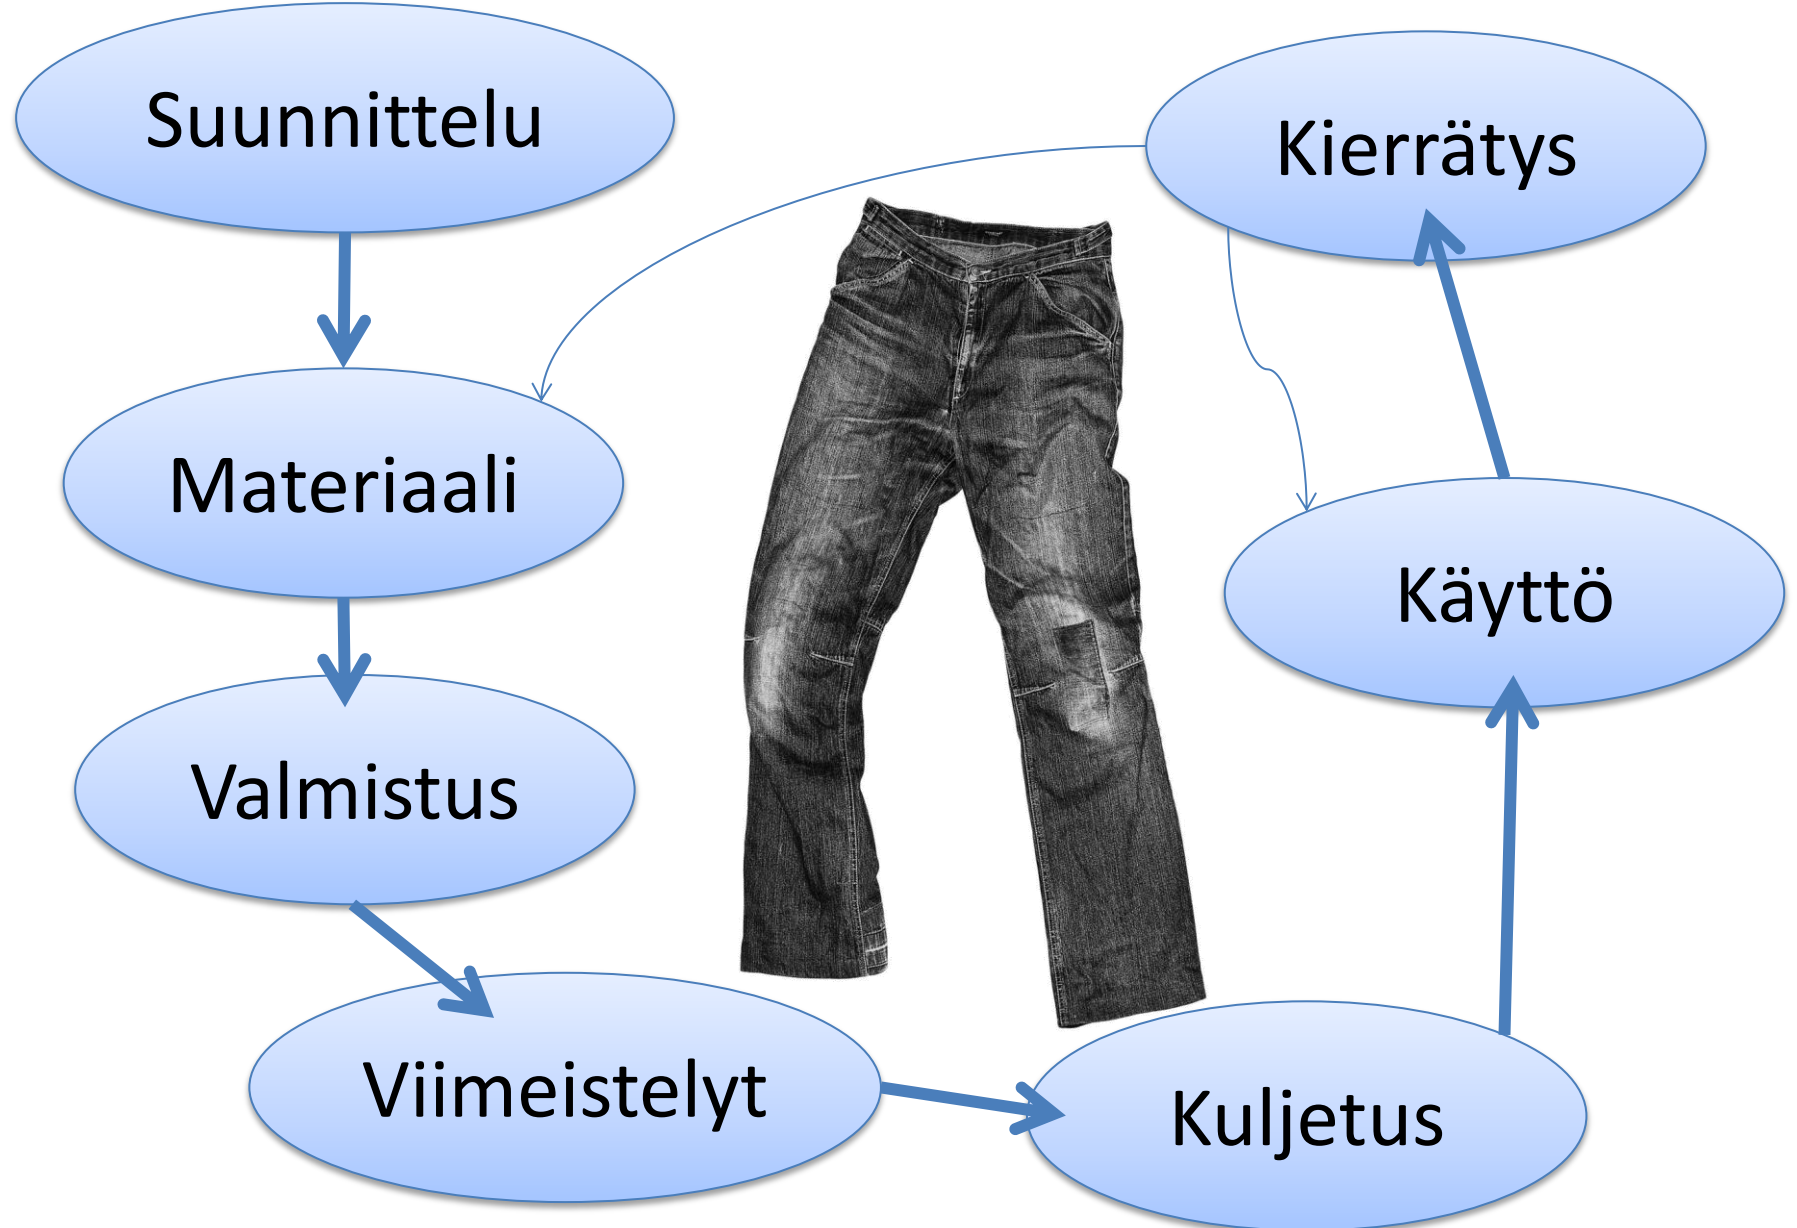 Suunnittelu
Materiaali
Valmistus
Viimeistelyt
Kuljetus
Käyttö
Kierrätys